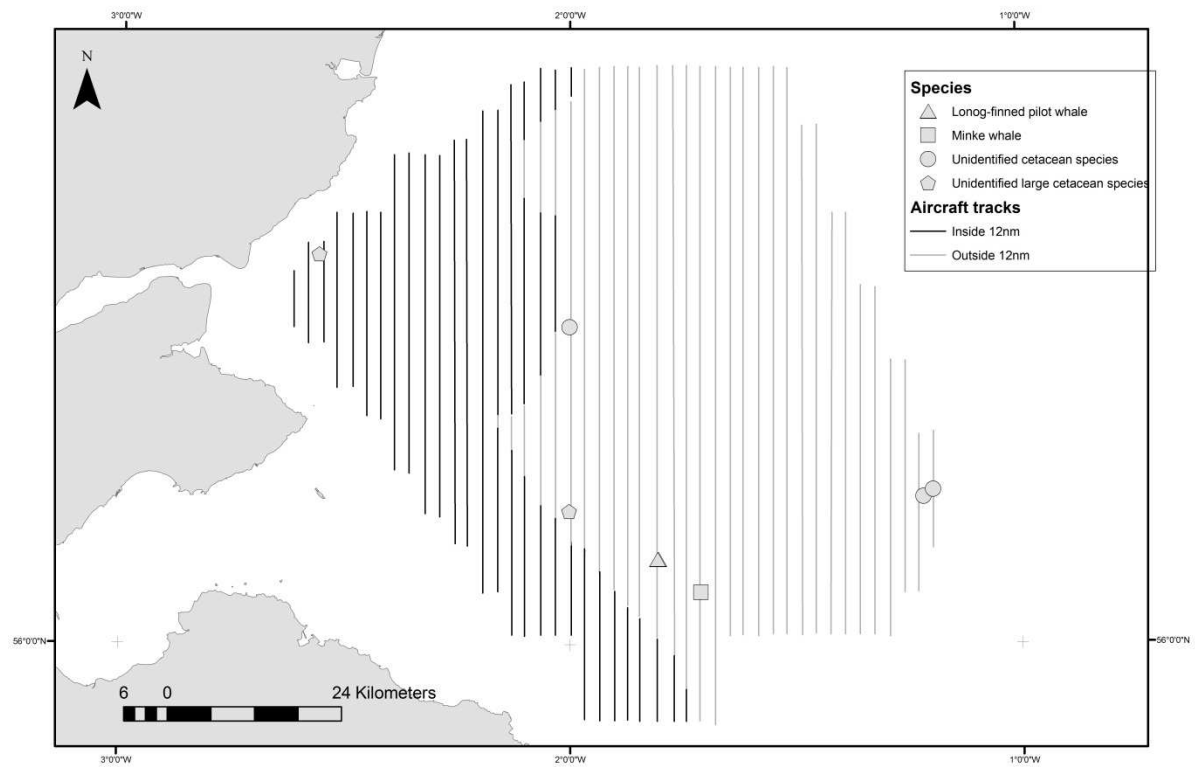 3°0'0"W 2°0'0"W 1°0'0"W
N
Species
Lonog-finned pilot whale
Minke whale
Unidentified cetacean species
Unidentified large cetacean species
Aircraft tracks
Inside 12nm
Outside 12nm
56°0'0"N 56°0'0"N
6 0 24 Kilometers
3°0'0"W 2°0'0"W 1°0'0"W